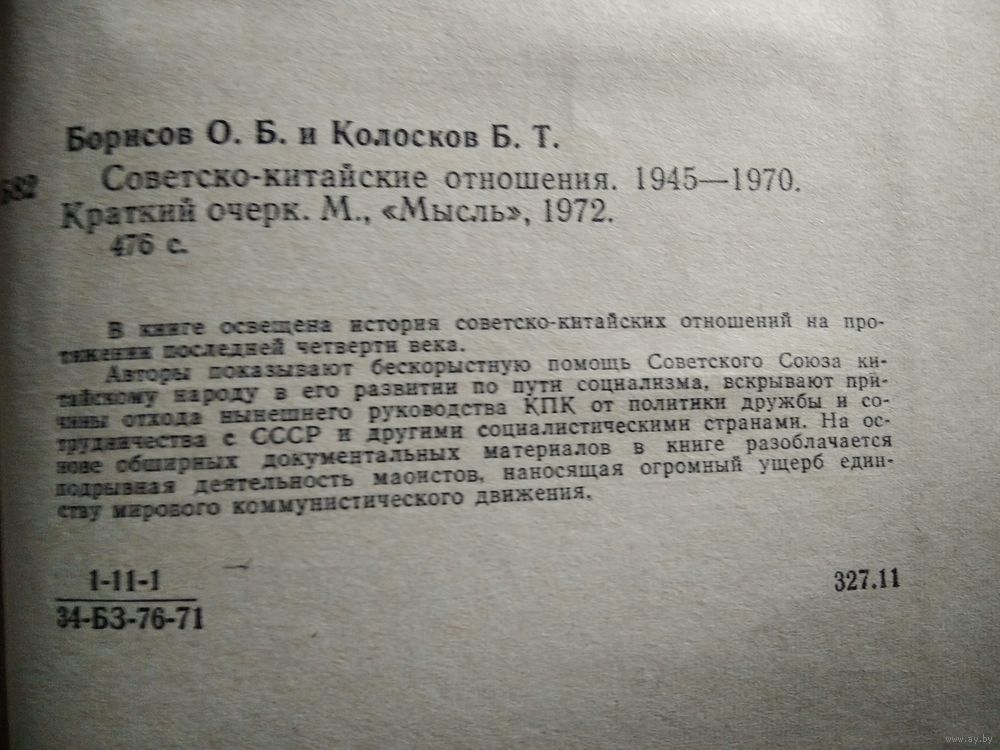 Борисов О. Б. и Колосков Б. Т.
Советско-китайские отношения. 1945—1970.
Краткий очерк. М., «Мысль», 1972.
476 с.
В книге освещена история советско-китайских отношений на про-
тяжении последней четверти века.
Авторы показывают бескорыстную помощь Советского Союза ки-
тайскому народу в его развитии по пути социализма, вскрывают при-
чины отхода нынешнего руководства КПК от политики дружбы и со-
трудничества с СССР и другими социалистическими странами. На ос-
нове обширных документальных материалов в книге разоблачается
подрывная деятельность маоистов, наносящая огромный ущерб един-
ству мирового коммунистического движения.
1-11-1
34-БЗ-76-71
327.11
www.ay.by